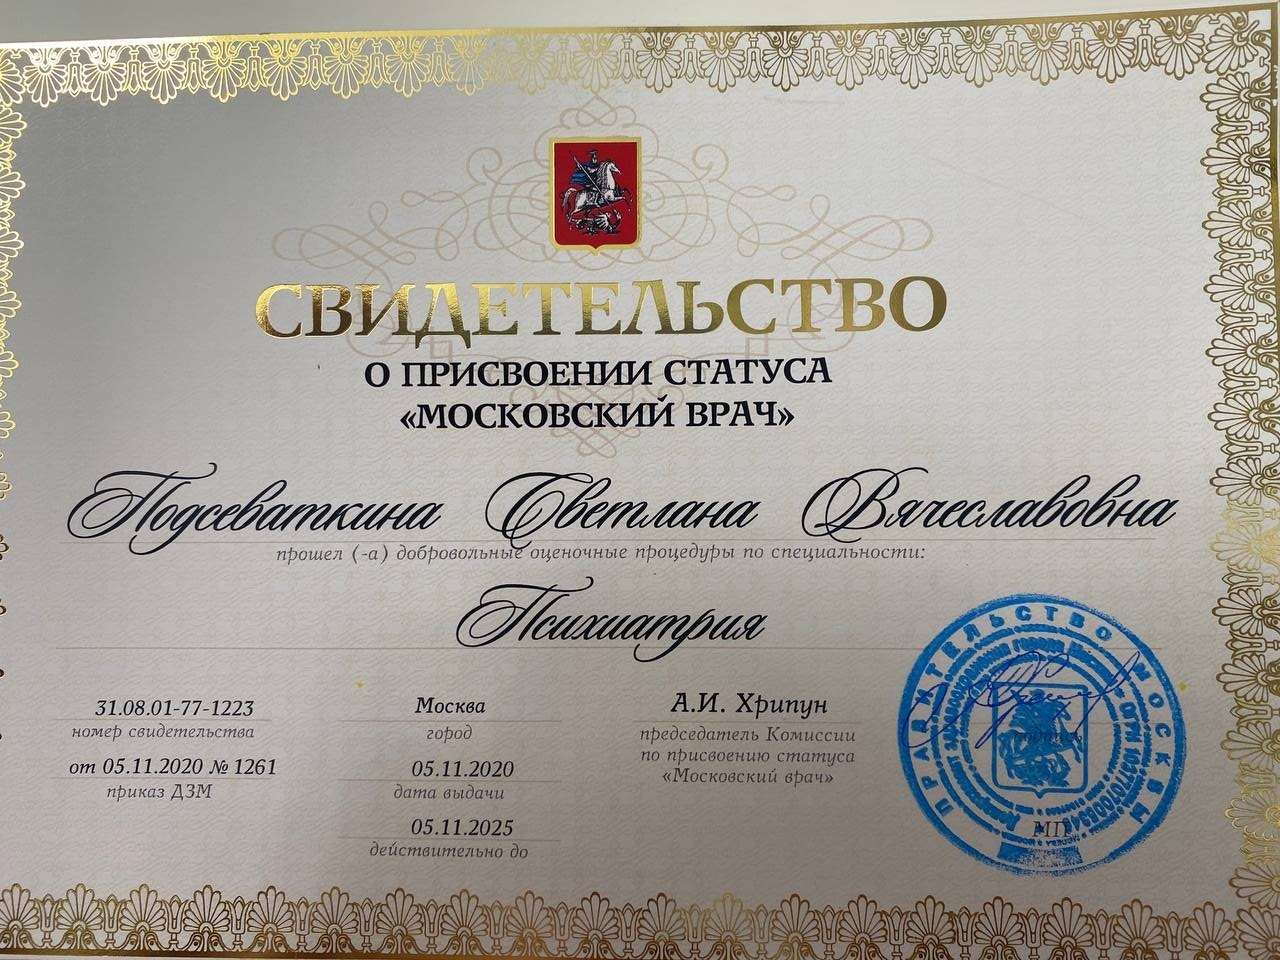 СВИДЕТЕЛЬСТВО
О ПРИСВОЕНИИ СТАТУСА
«МОСКОВСКИЙ ВРАЧ»
Подсеваткина Светлана Вячеславовна
прошел (-а) добровольные оценочные процедуры по специальности:
Психиатрия
31.08.01-77-1223
номер свидетельства
от 05.11.2020 № 1261
приказ ДЗМ
Москва
город
05.11.2020
дата выдачи
05.11.2025
действительно до
А.И. Хрипун
председатель Комиссии
по присвоению статуса
«Московский врач»
ПРАВИТЕЛЬСТВО МОСКВЫ
подпись
МП